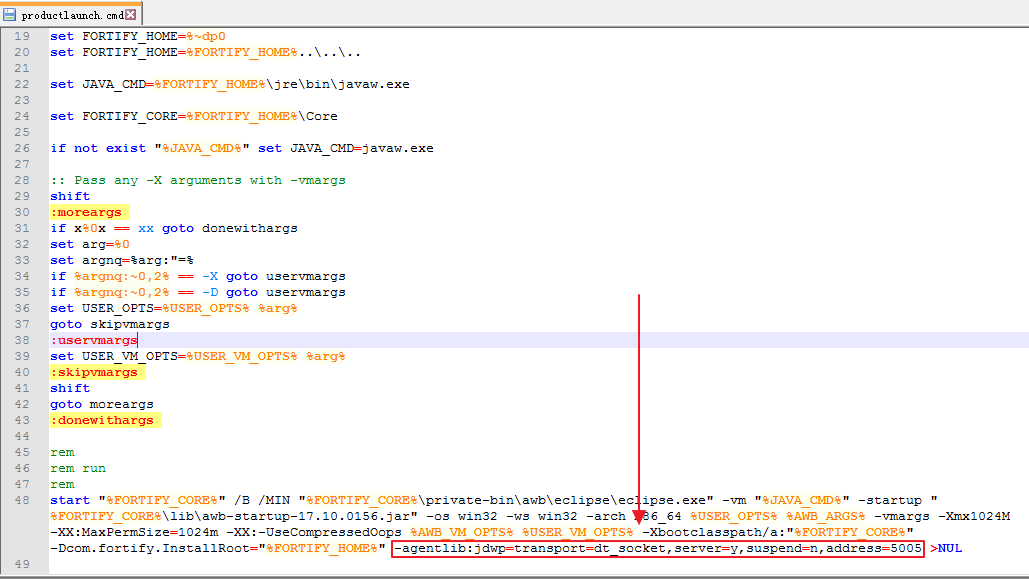 productlaunch.cmd
19 set FORTIFY_HOME=%~dp0
20 set FORTIFY_HOME=%FORTIFY_HOME%..\..\..
21
22 set JAVA_CMD=%FORTIFY_HOME%\jre\bin\javaw.exe
23
24 set FORTIFY_CORE=%FORTIFY_HOME%\Core
25
26 if not exist "%JAVA_CMD%" set JAVA_CMD=javaw.exe
27
28 :: Pass any -X arguments with -vmargs
29 shift
30 :moreargs
31 if x%0x == xx goto donewithargs
32 set arg=%0
33 set argnq=%arg:"=%
34 if %argnq:~0,2% == -X goto uservmargs
35 if %argnq:~0,2% == -D goto uservmargs
36 set USER_OPTS=%USER_OPTS% %arg%
37 goto skipvmargs
38 :uservmargs
39 set USER_VM_OPTS=%USER_VM_OPTS% %arg%
40 :skipvmargs
41 shift
42 goto moreargs
43 :donewithargs
44
45 rem
46 rem run
47 rem
48 start "%FORTIFY_CORE%" /B /MIN "%FORTIFY_CORE%\private-bin\awb\eclipse\eclipse.exe" -vm "%JAVA_CMD%" -startup "
%FORTIFY_CORE%\lib\awb-startup-17.10.0156.jar" -os win32 -ws win32 -arch x86_64 %USER_OPTS% %AWB_ARGS% -vmargs -Xmx1024M
-XX:MaxPermSize=1024m -XX:-UseCompressedOops %AWB_VM_OPTS% %USER_VM_OPTS% -Xbootclasspath/a:"%FORTIFY_CORE%"
-Dcom.fortify.InstallRoot="%FORTIFY_HOME%" -agentlib:jdwp=transport=dt_socket,server=y,suspend=n,address=5005 >NUL
49